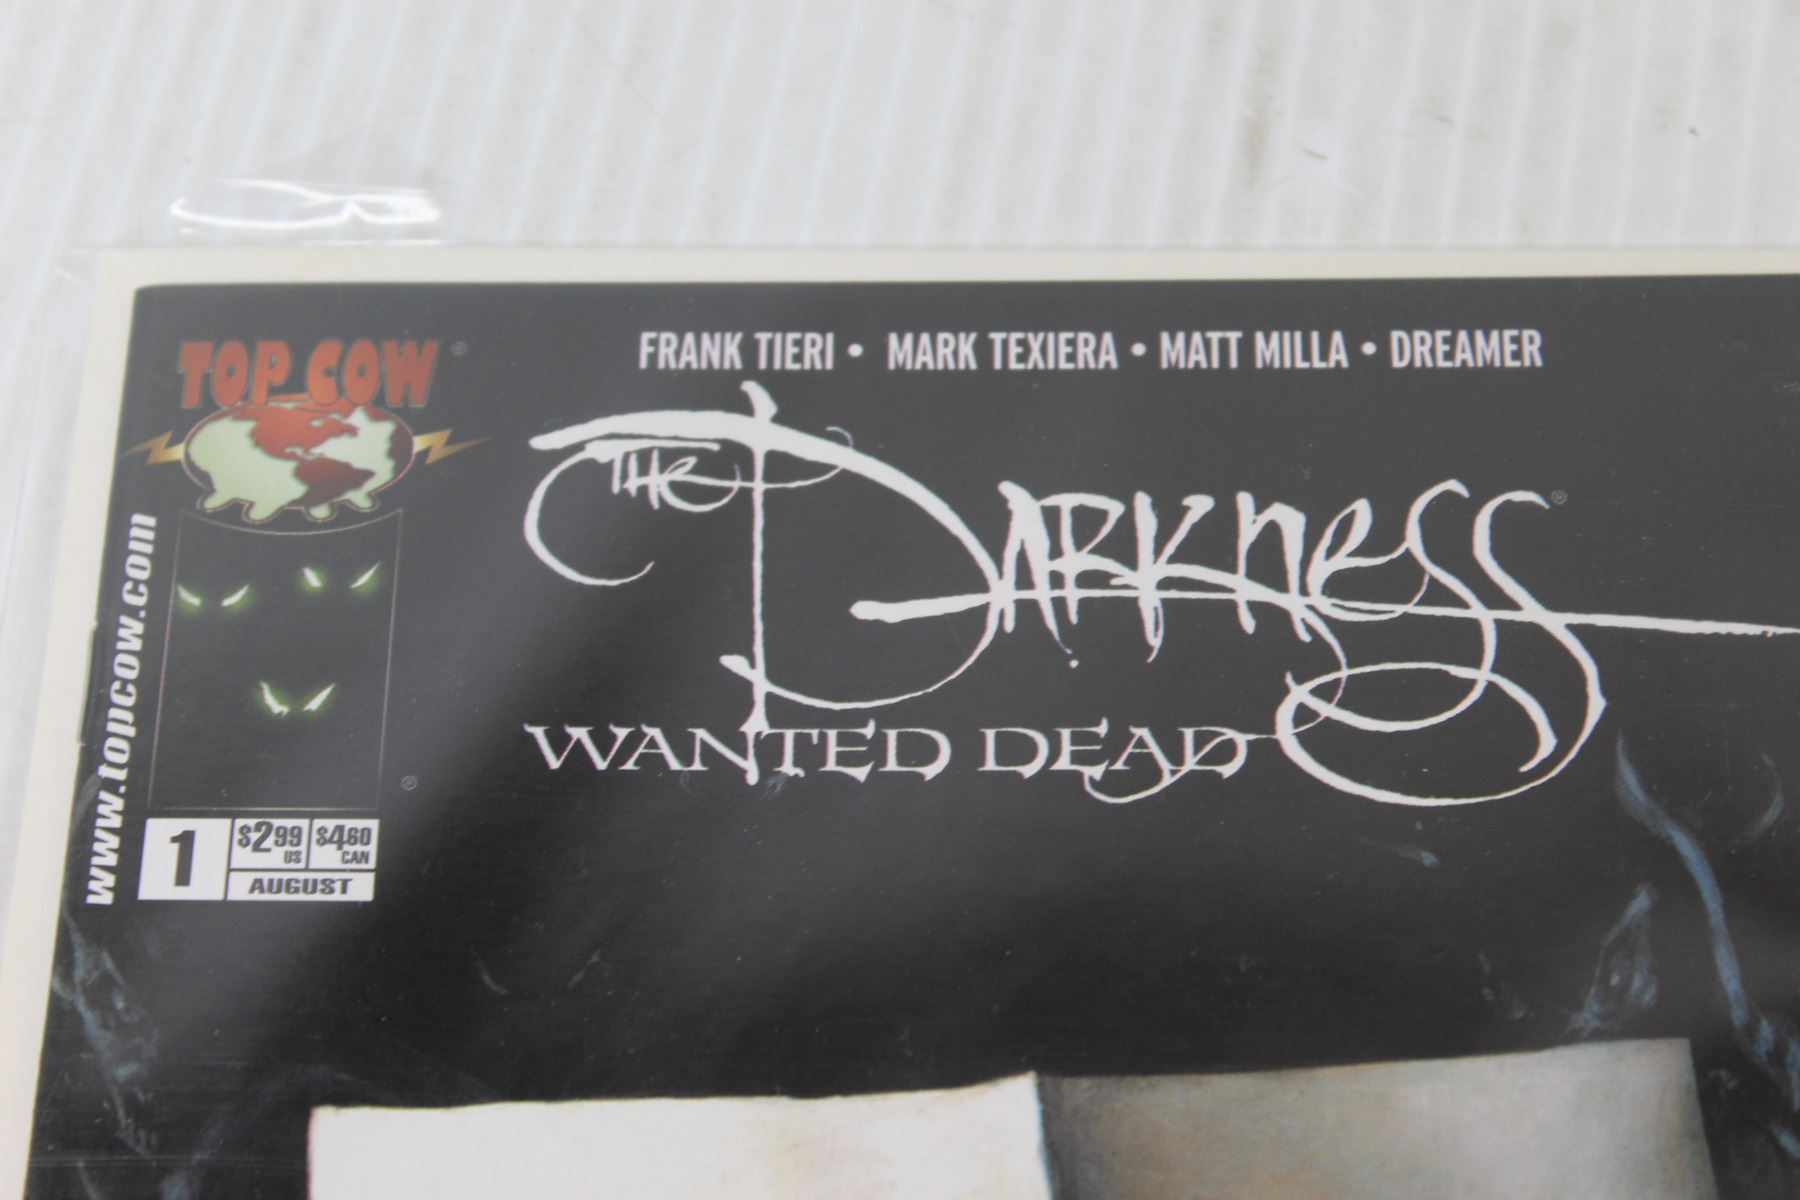 FRANK TIERI • MARK TEXIERA • MATT MILLA • DREAMER
TOP COW ®
THE DARKNESS ®
WANTED DEAD
www.topcow.com
®
1
$2.99 US
$4.60 CAN
AUGUST